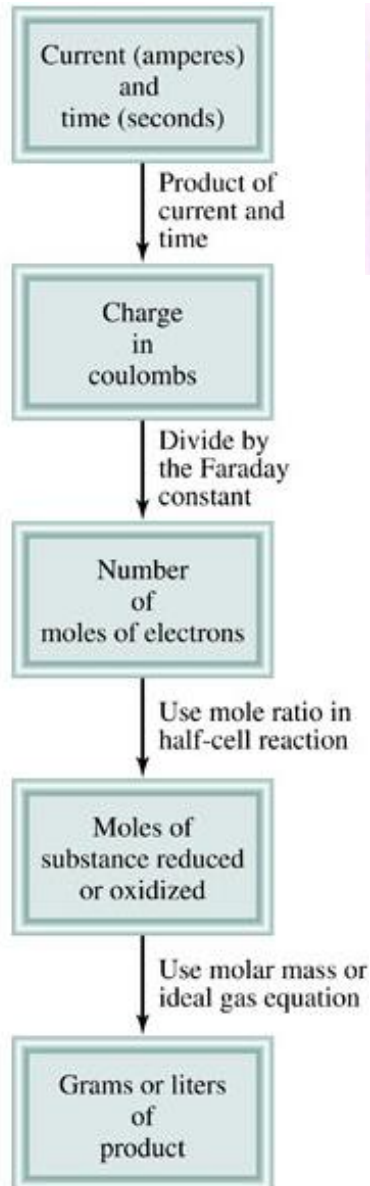 Current (amperes)
and
time (seconds)
Product of
current and
time
Charge
in
coulombs
Divide by
the Faraday
constant
Number
of
moles of electrons
Use mole ratio in
half-cell reaction
Moles of
substance reduced
or oxidized
Use molar mass or
ideal gas equation
Grams or liters
of
product